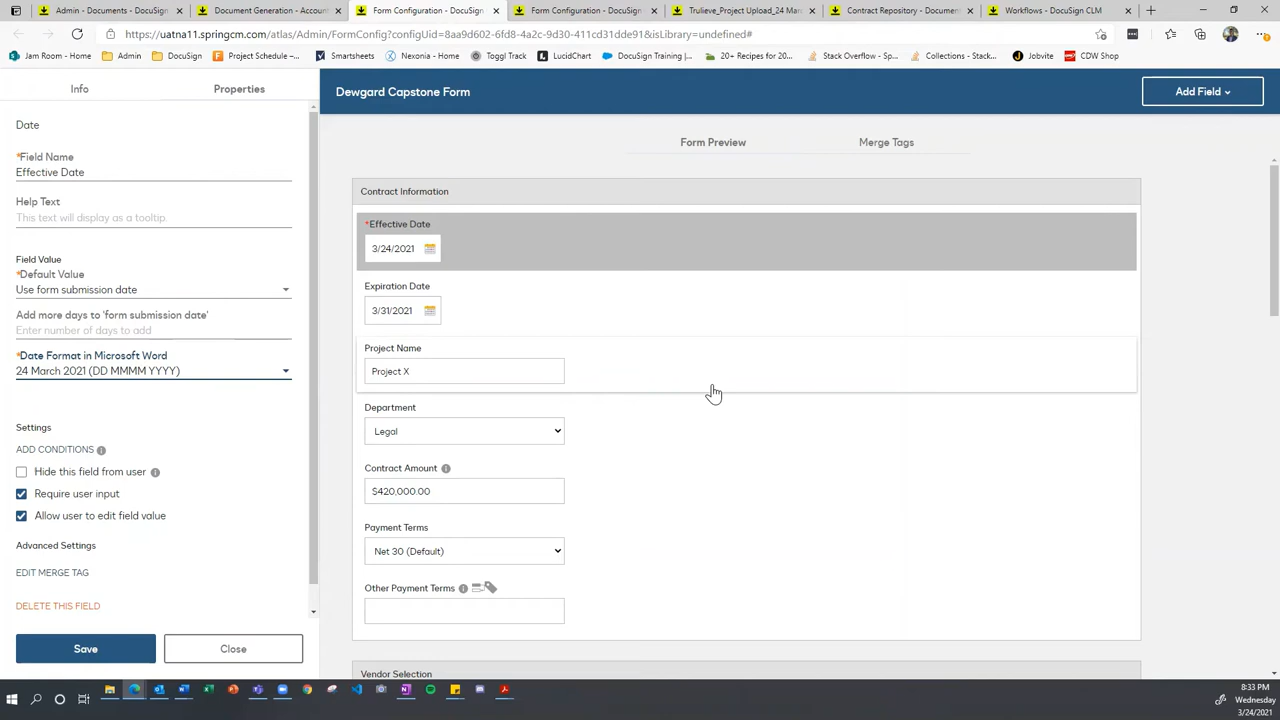 Admin - Documents - DocuSign
Document Generation - Account
Form Configuration - DocuSign
Form Configuration - DocuSign
Trulieve_Project Upload_24 Mar
Contract Repository - Document
Workflows - DocuSign CLM
https://uatna11.springcm.com/atlas/Admin/FormConfig?configUid=8aa9d602-6fd8-4a2c-9d30-411cd31dde91&isLibrary=undefined#
Jam Room - Home
Admin
DocuSign
Project Schedule -...
Smartsheets
Nexonia - Home
Toggl Track
LucidChart
DocuSign Training |...
20+ Recipes for 20...
Stack Overflow - Sp...
Collections - Stack...
Jobvite
CDW Shop
Info
Properties
Dewgard Capstone Form
Add Field
Form Preview
Merge Tags
Date
*Field Name
Effective Date
Help Text
This text will display as a tooltip.
Field Value
*Default Value
Use form submission date
Add more days to 'form submission date'
Enter number of days to add
*Date Format in Microsoft Word
24 March 2021 (DD MMMM YYYY)
Settings
ADD CONDITIONS
Hide this field from user
Require user input
Allow user to edit field value
Advanced Settings
EDIT MERGE TAG
DELETE THIS FIELD
Save
Close
Contract Information
*Effective Date
3/24/2021
Expiration Date
3/31/2021
Project Name
Project X
Department
Legal
Contract Amount
$420,000.00
Payment Terms
Net 30 (Default)
Other Payment Terms
Vendor Selection
8:33 PM
Wednesday
3/24/2021